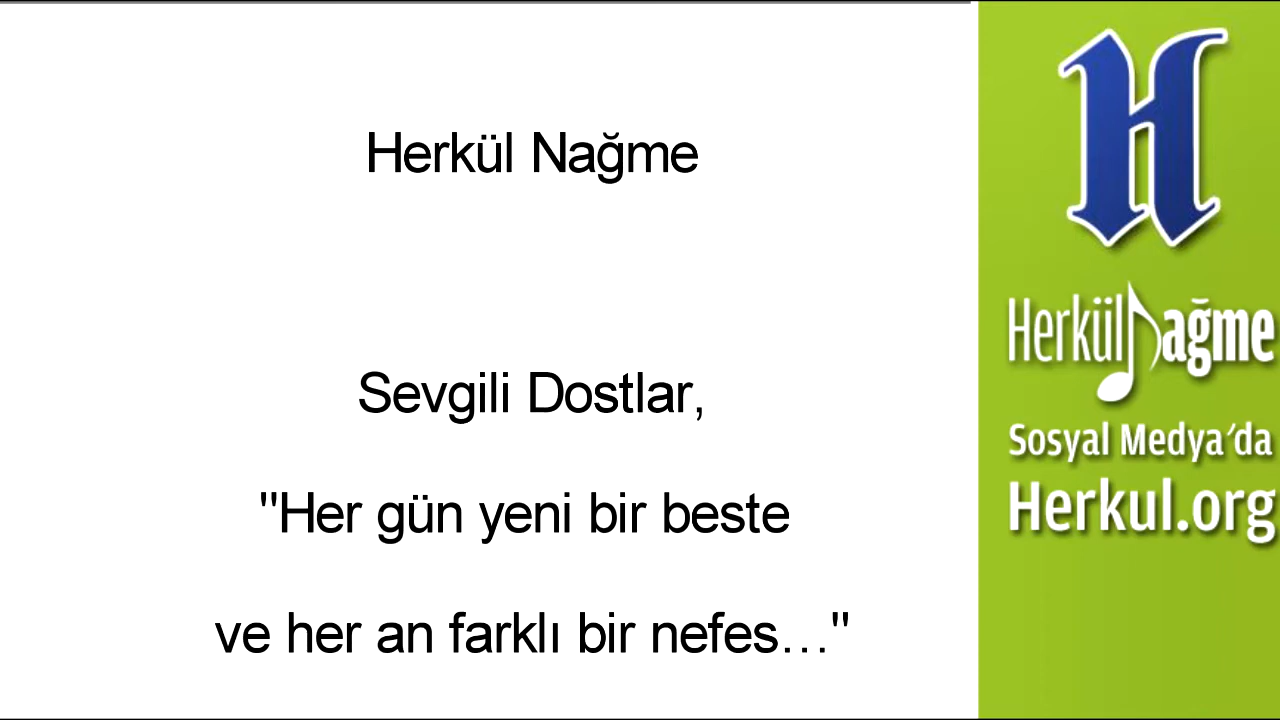 Herkül Nağme
Sevgili Dostlar,
"Her gün yeni bir beste
ve her an farklı bir nefes..."
H
Herkül Nağme
Sosyal Medya'da
Herkul.org